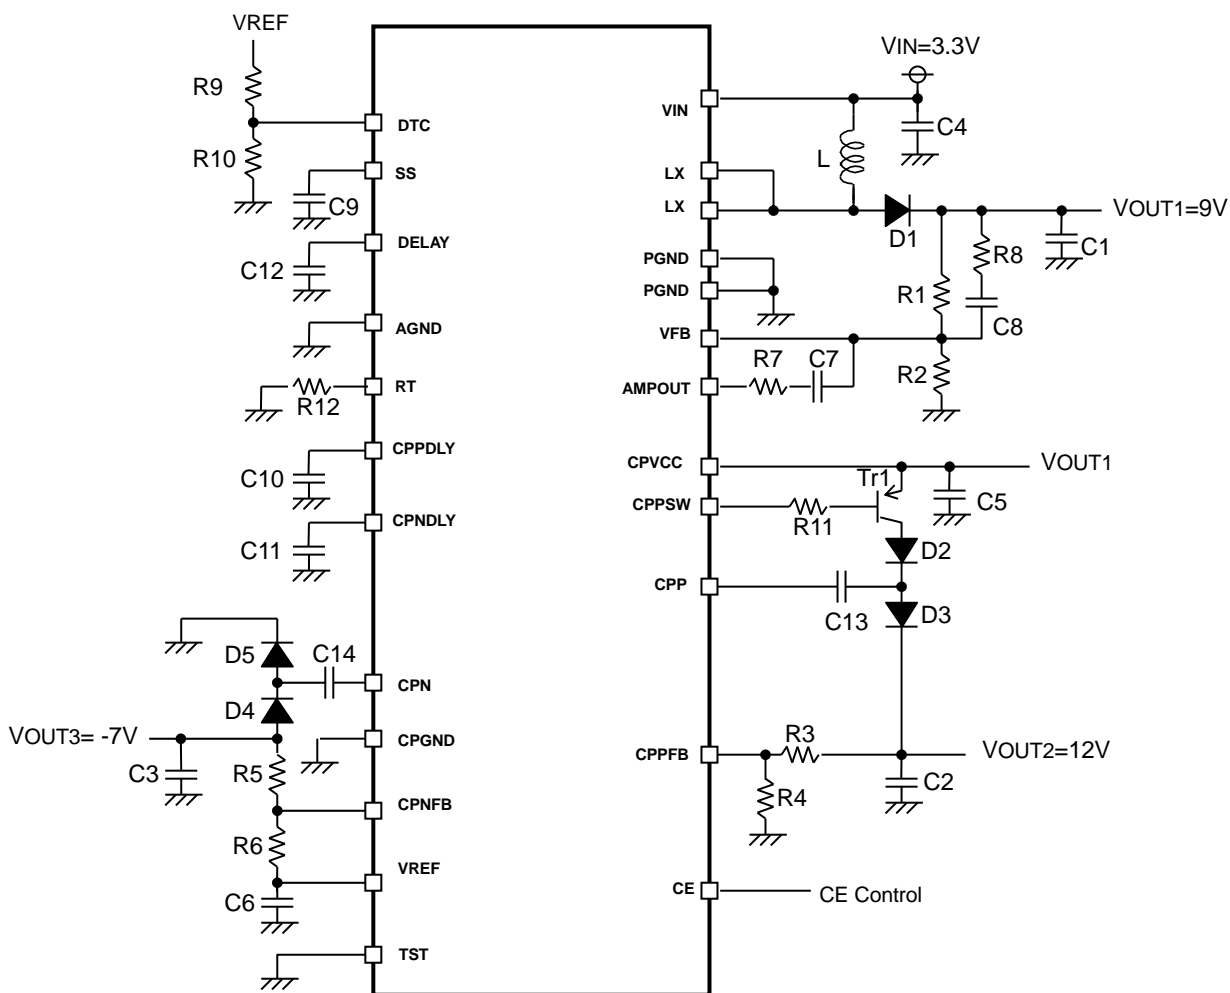 VREF
R9
R10
DTC
SS
C9
DELAY
C12
AGND
RT
R12
CPPDLY
C10
CPNDLY
C11
D5
C14
CPN
D4
VOUT3= -7V
CPGND
C3
R5
CPNFB
R6
VREF
C6
TST
VIN=3.3V
VIN
C4
L
LX
LX
D1
VOUT1=9V
C1
R8
PGND
PGND
R1
C8
VFB
R7
C7
R2
AMPOUT
CPVCC
VOUT1
Tr1
C5
CPPSW
R11
D2
CPP
C13
D3
R3
CPPFB
VOUT2=12V
R4
C2
CE
CE Control